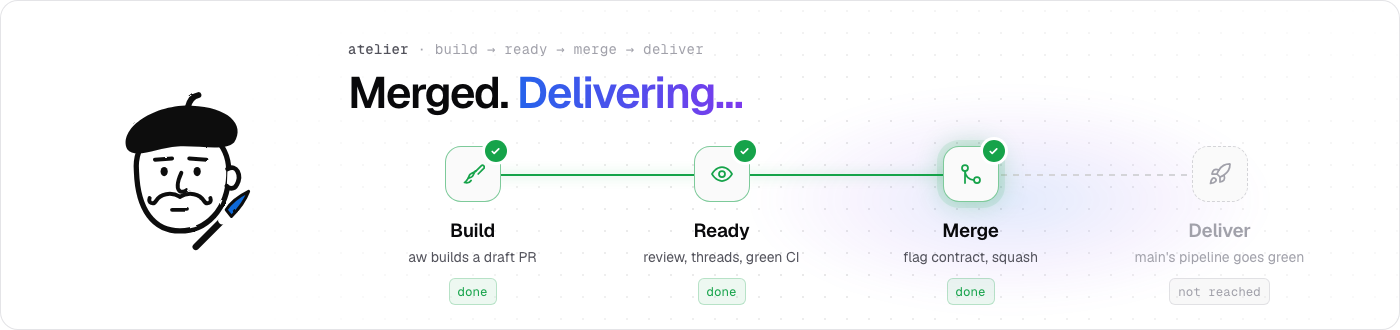 atelier · build → ready → merge → deliver
Merged. Delivering...
Build
aw builds a draft PR
done
Ready
review, threads, green CI
done
Merge
flag contract, squash
done
Deliver
main's pipeline goes green
not reached